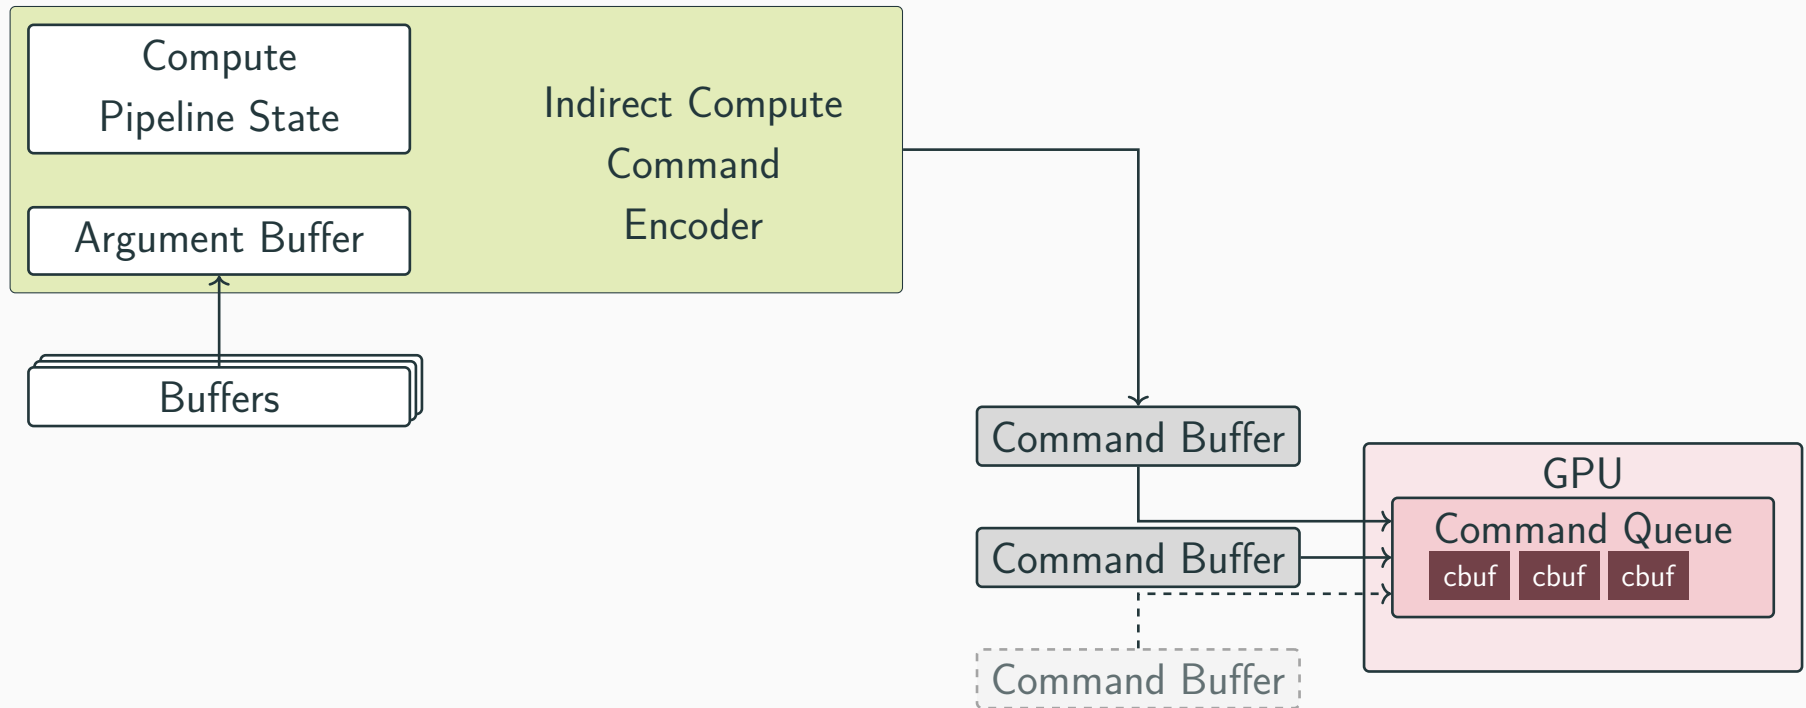 Compute
Pipeline State
Indirect Compute
Command
Encoder
Argument Buffer
Buffers
Command Buffer
GPU
Command Queue
Command Buffer
cbuf cbuf cbuf
Command Buffer